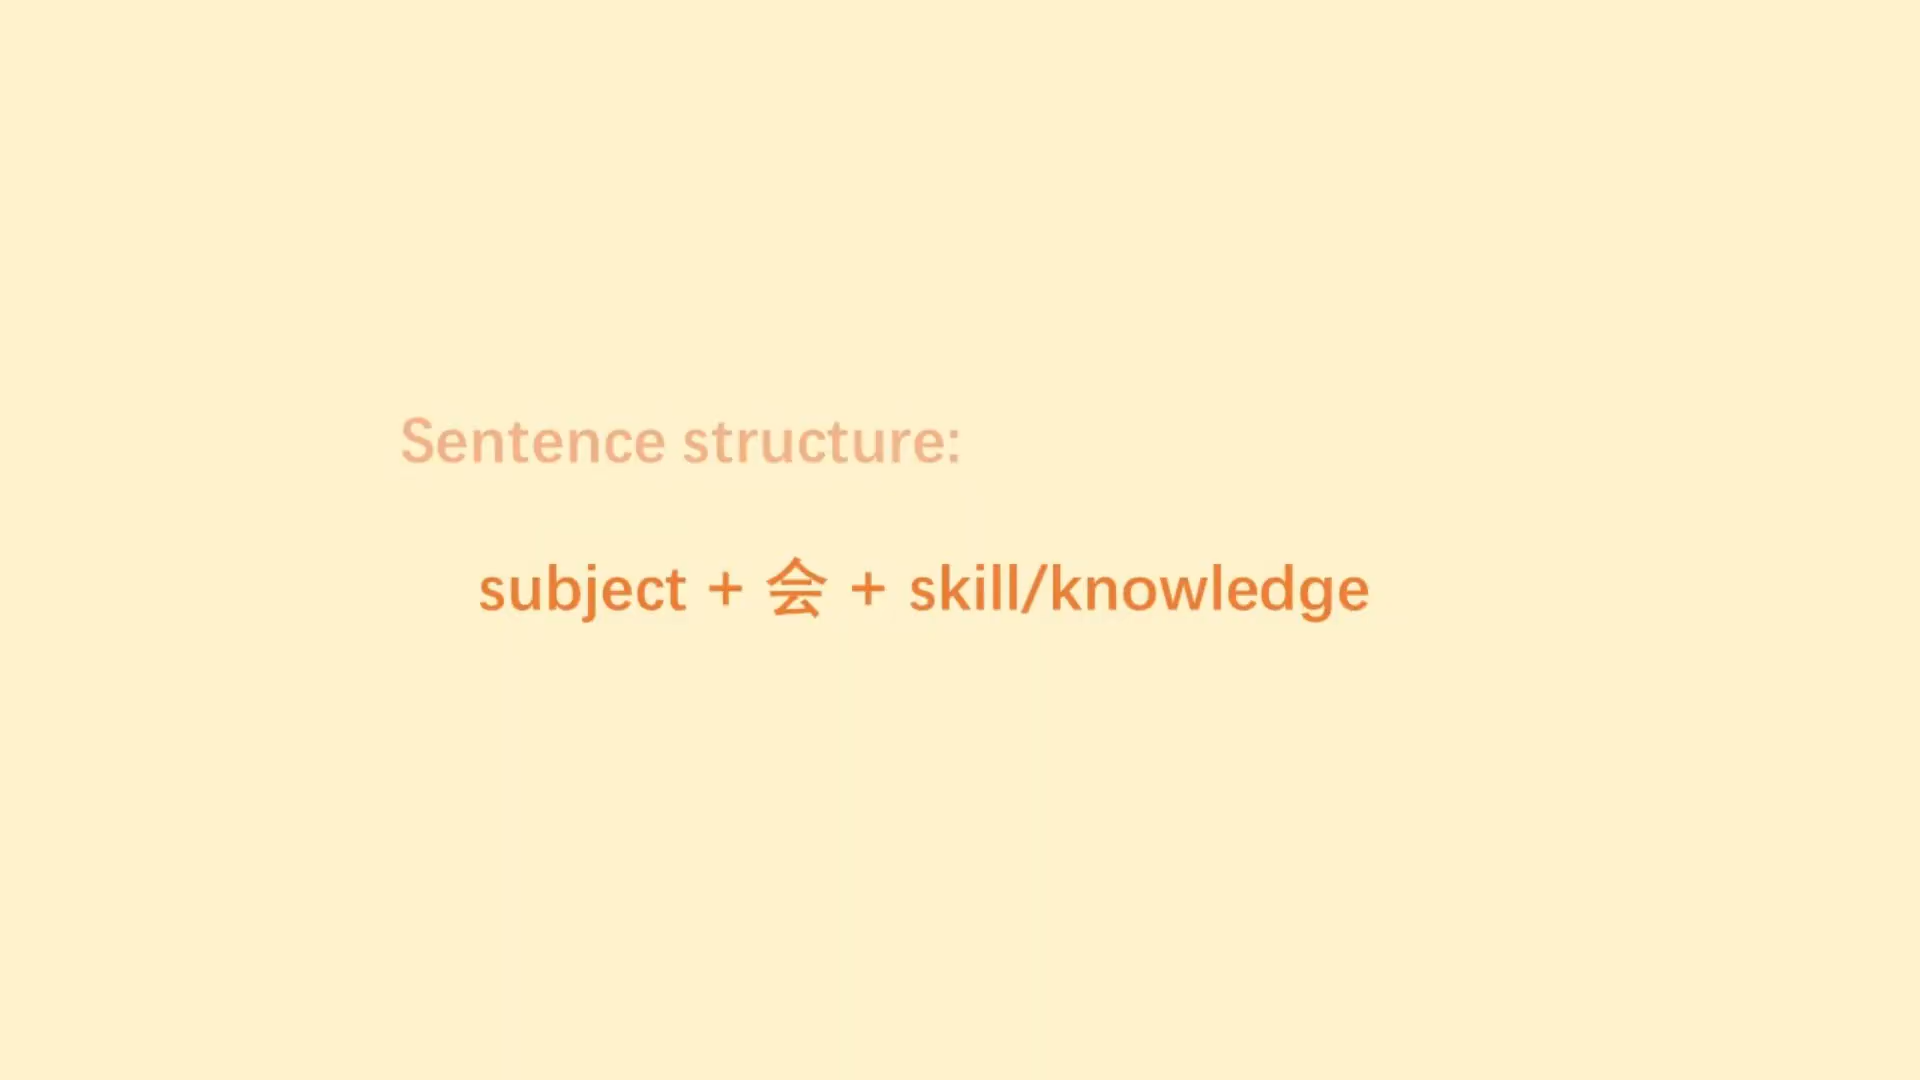 Sentence structure:
subject + 会 + skill/knowledge